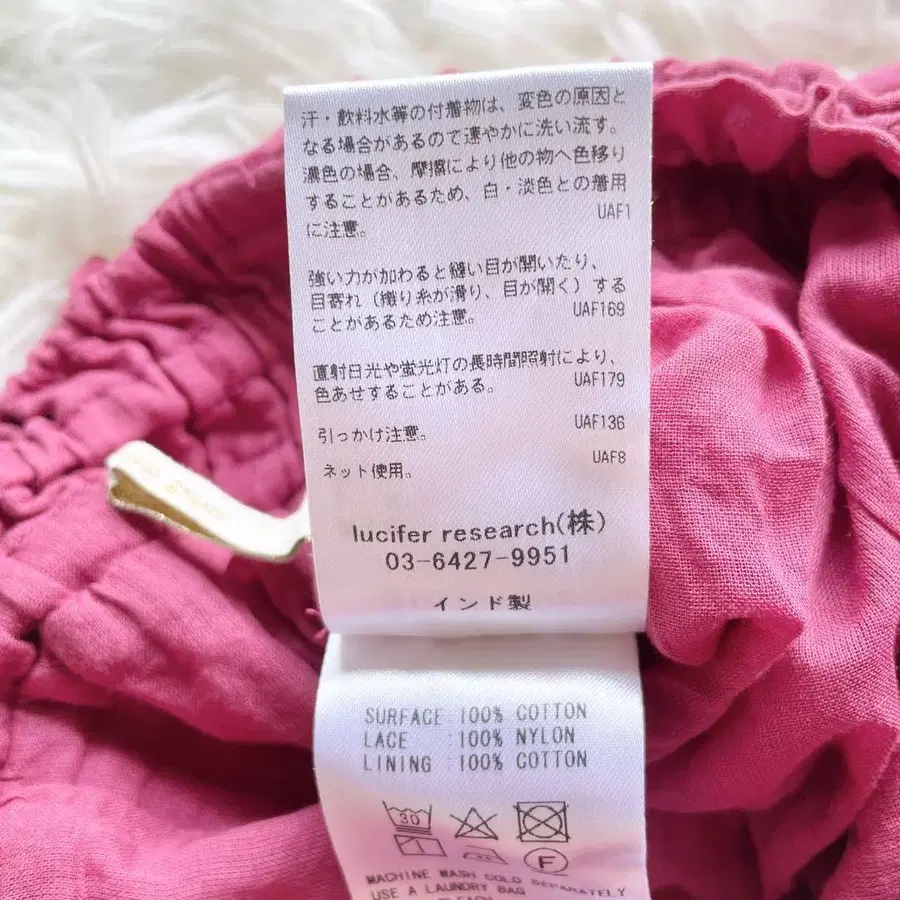 汗・飲料水等の付着物は、変色の原因と
なる場合があるので速やかに洗い流す。
濃色の場合、摩擦により他の物へ色移り
することがあるため、白・淡色との着用
に注意。 UAF1
強い力が加わると縫い目が開いたり、
目寄れ(織り糸が滑り、目が開く)する
ことがあるため注意。 UAF169
直射日光や蛍光灯の長時間照射により、
色あせすることがある。 UAF179
引っかけ注意。 UAF136
ネット使用。 UAF8
lucifer research(株)
03-6427-9951
インド製
SURFACE:100% COTTON
LACE :100% NYLON
LINING :100% COTTON
30
F
MACHINE WASH COLD SEPARATELY
USE A LAUNDRY BAG